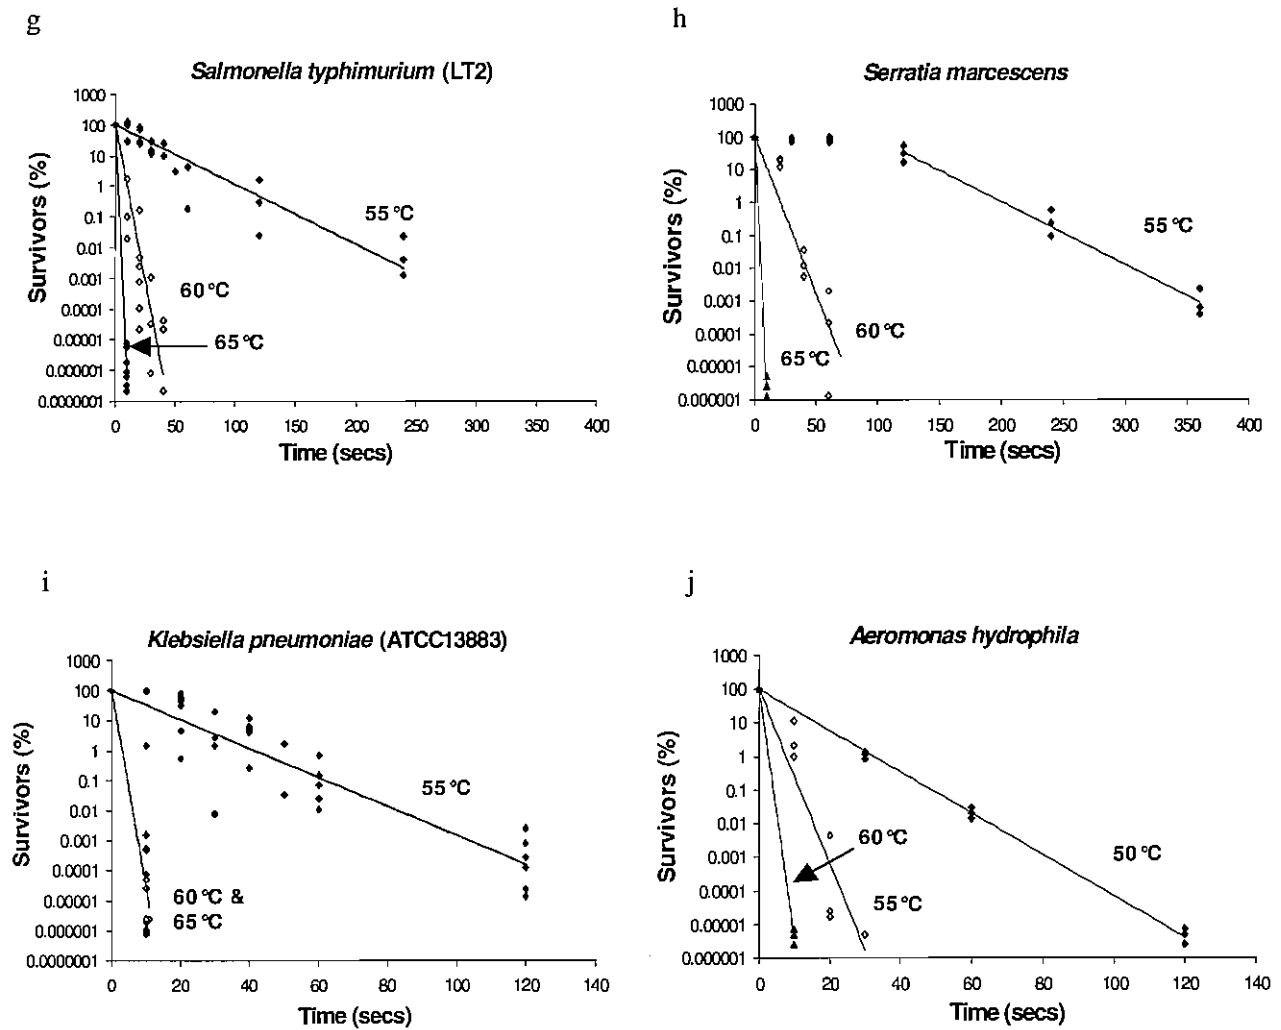 g
Salmonella typhimurium (LT2)
1000
100
10
1
0.1
0.01
0.001
0.0001
0.00001
0.000001
0.0000001
Survivors (%)
55 °C
60 °C
65 °C
0 50 100 150 200 250 300 350 400
Time (secs)
h
Serratia marcescens
1000
100
10
1
0.1
0.01
0.001
0.0001
0.00001
0.000001
Survivors (%)
55 °C
60 °C
65 °C
0 50 100 150 200 250 300 350 400
Time (secs)
i
Klebsiella pneumoniae (ATCC13883)
1000
100
10
1
0.1
0.01
0.001
0.0001
0.00001
0.000001
0.0000001
Survivors (%)
55 °C
60 °C &
65 °C
0 20 40 60 80 100 120 140
Time (secs)
j
Aeromonas hydrophila
1000
100
10
1
0.1
0.01
0.001
0.0001
0.00001
0.000001
Survivors (%)
60 °C
50 °C
55 °C
0 20 40 60 80 100 120 140
Time (secs)